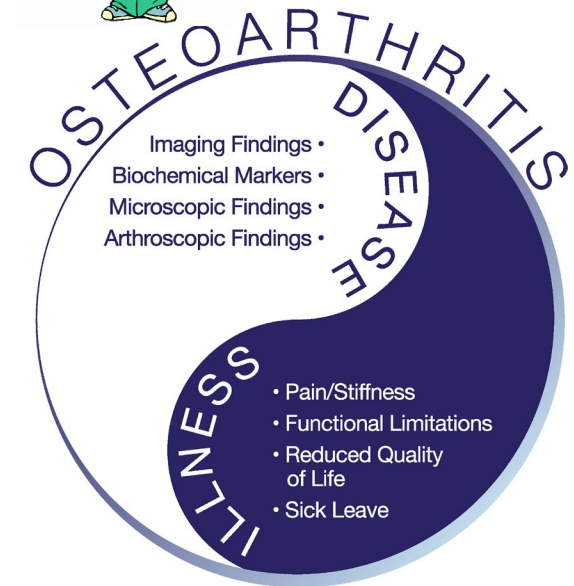 OSTEOARTHRITIS
DISEASE
Imaging Findings •
Biochemical Markers •
Microscopic Findings •
Arthroscopic Findings •
ILLNESS
• Pain/Stiffness
• Functional Limitations
• Reduced Quality
of Life
• Sick Leave